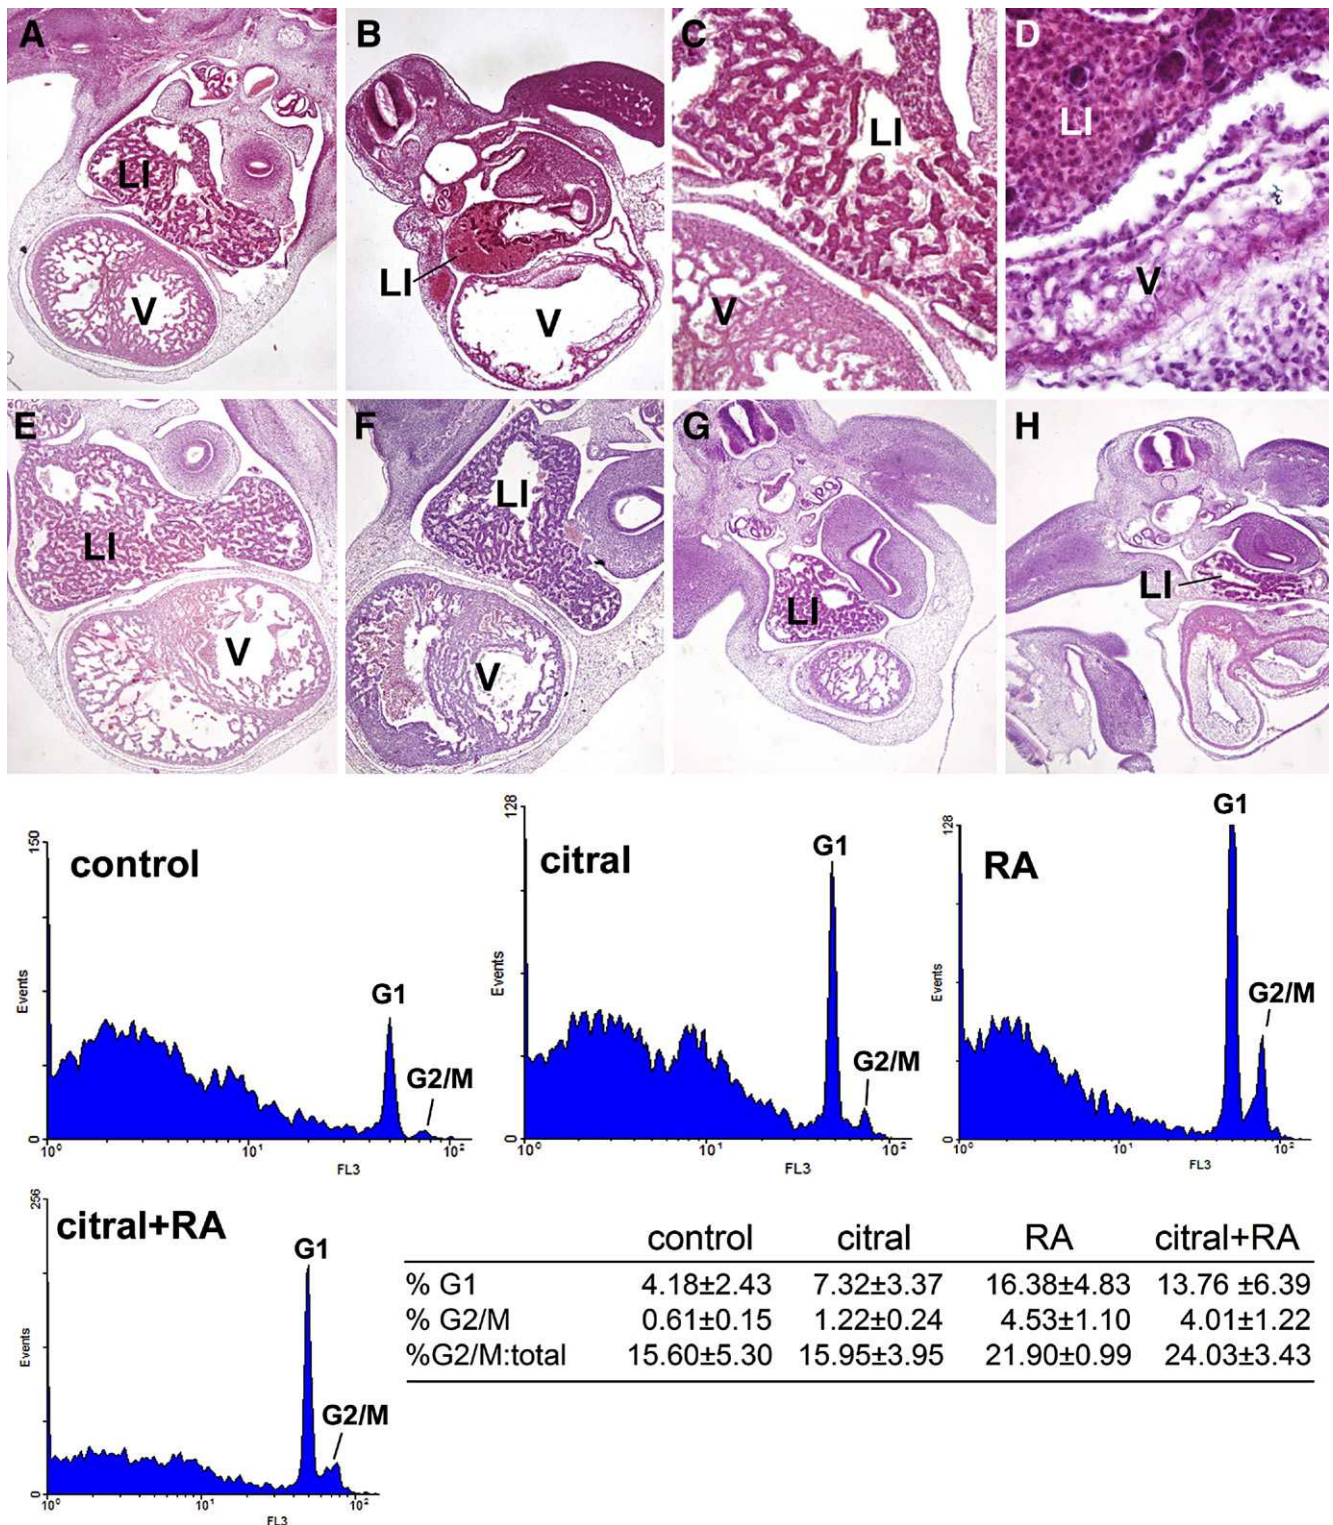 A
B
C
D
LI
V
LI
V
LI
V
LI
V
E
F
G
H
LI
V
LI
V
LI
LI
control
150
Events
0
G1
G2/M
10⁰
10¹
10²
FL3
citral
128
Events
0
G1
G2/M
10⁰
10¹
10²
FL3
RA
128
Events
0
G1
G2/M
10⁰
10¹
10²
FL3
citral+RA
256
Events
0
G1
G2/M
10⁰
10¹
10²
FL3
control citral RA citral+RA
% G1 4.18±2.43 7.32±3.37 16.38±4.83 13.76 ±6.39
% G2/M 0.61±0.15 1.22±0.24 4.53±1.10 4.01±1.22
%G2/M:total 15.60±5.30 15.95±3.95 21.90±0.99 24.03±3.43